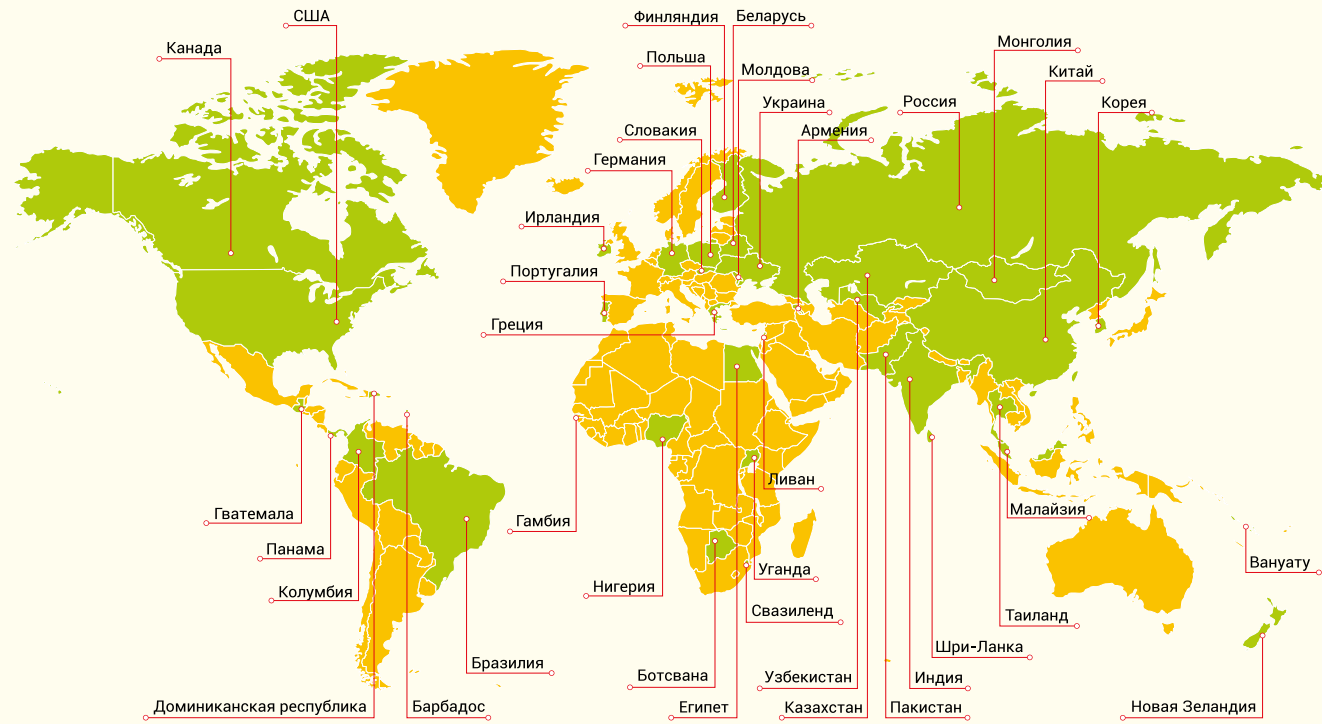 США
Финляндия
Беларусь
Канада
Польша
Монголия
Молдова
Китай
Украина
Россия
Корея
Словакия
Армения
Германия
Ирландия
Португалия
Греция
Ливан
Гватемала
Гамбия
Малайзия
Панама
Вануату
Уганда
Нигерия
Колумбия
Свазиленд
Таиланд
Шри-Ланка
Бразилия
Ботсвана
Узбекистан
Индия
Доминиканская республика
Барбадос
Египет
Казахстан
Пакистан
Новая Зеландия